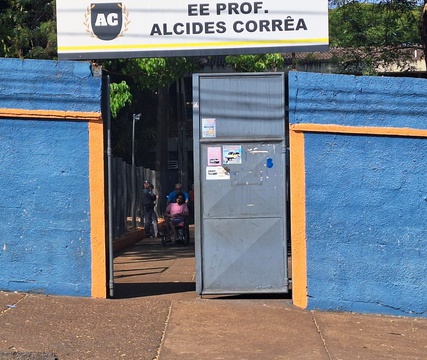 AC
EE PROF.
ALCIDES CORRÊA